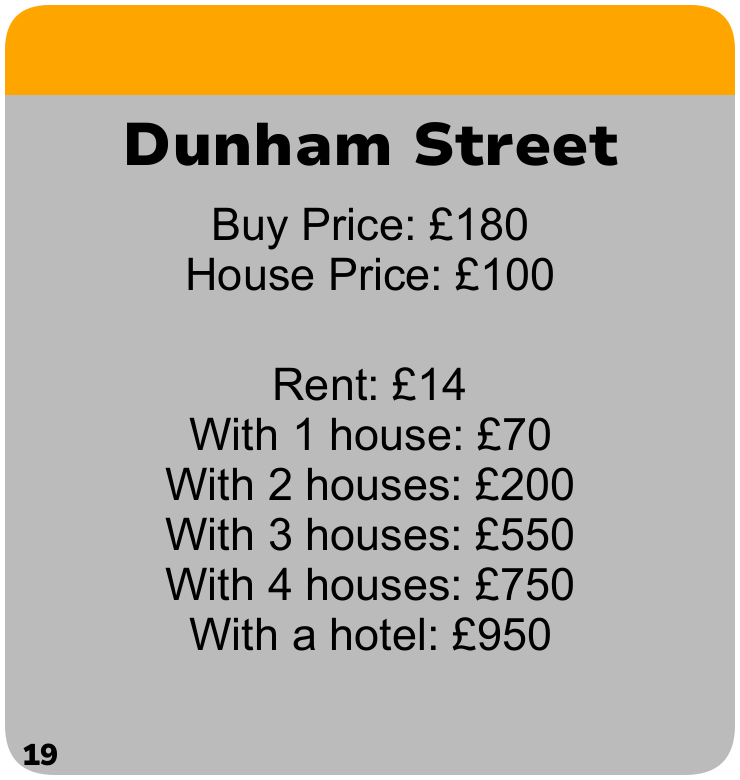 Dunham Street
Buy Price: £180
House Price: £100
Rent: £14
With 1 house: £70
With 2 houses: £200
With 3 houses: £550
With 4 houses: £750
With a hotel: £950
19